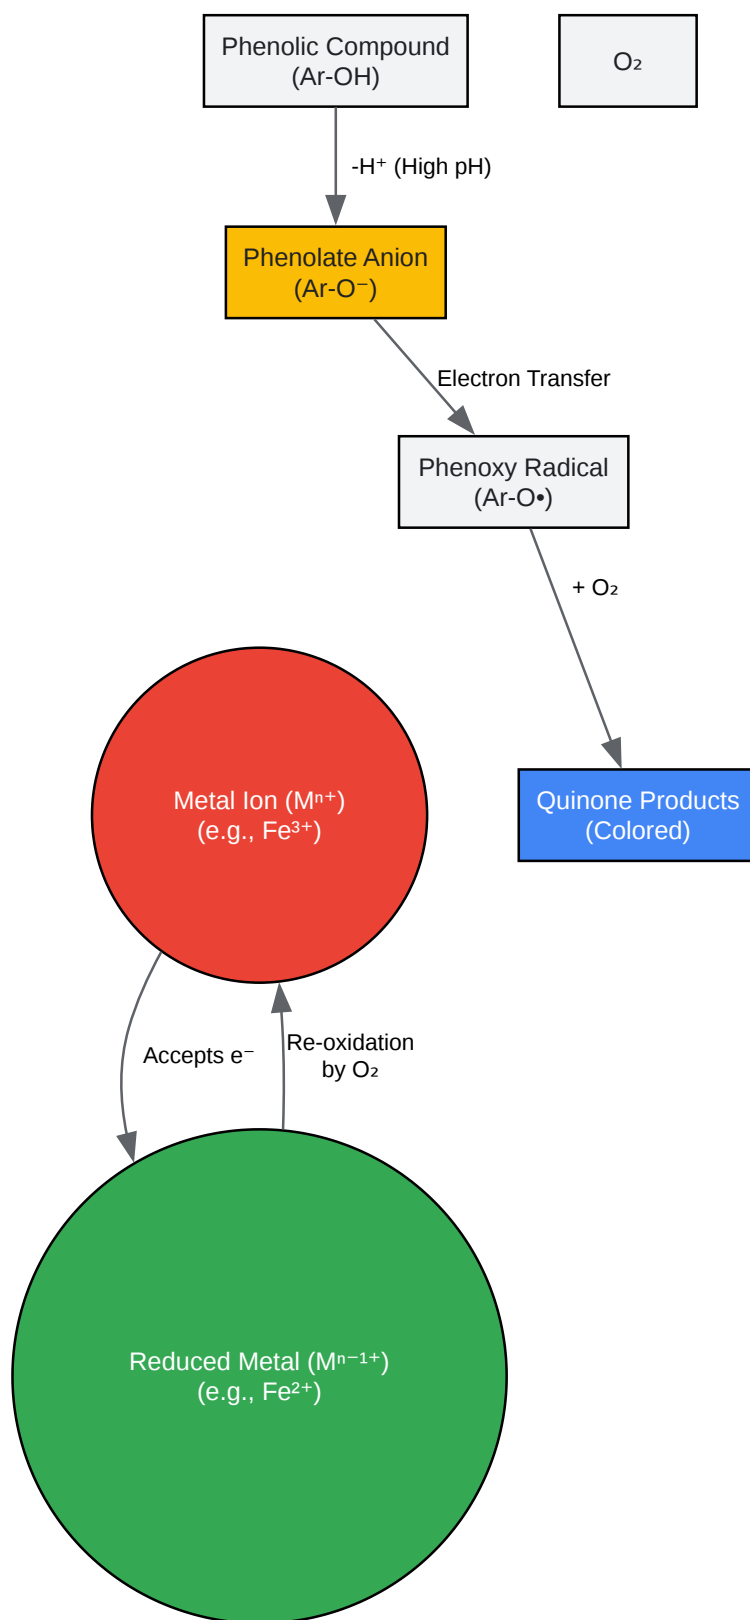 Phenolic Compound
(Ar-OH)
O₂
-H⁺ (High pH)
Phenolate Anion
(Ar-O⁻)
Electron Transfer
Phenoxy Radical
(Ar-O•)
+ O₂
Metal Ion (Mⁿ⁺)
(e.g., Fe³⁺)
Quinone Products
(Colored)
Accepts e⁻
Re-oxidation
by O₂
Reduced Metal (Mⁿ⁻¹⁺)
(e.g., Fe²⁺)